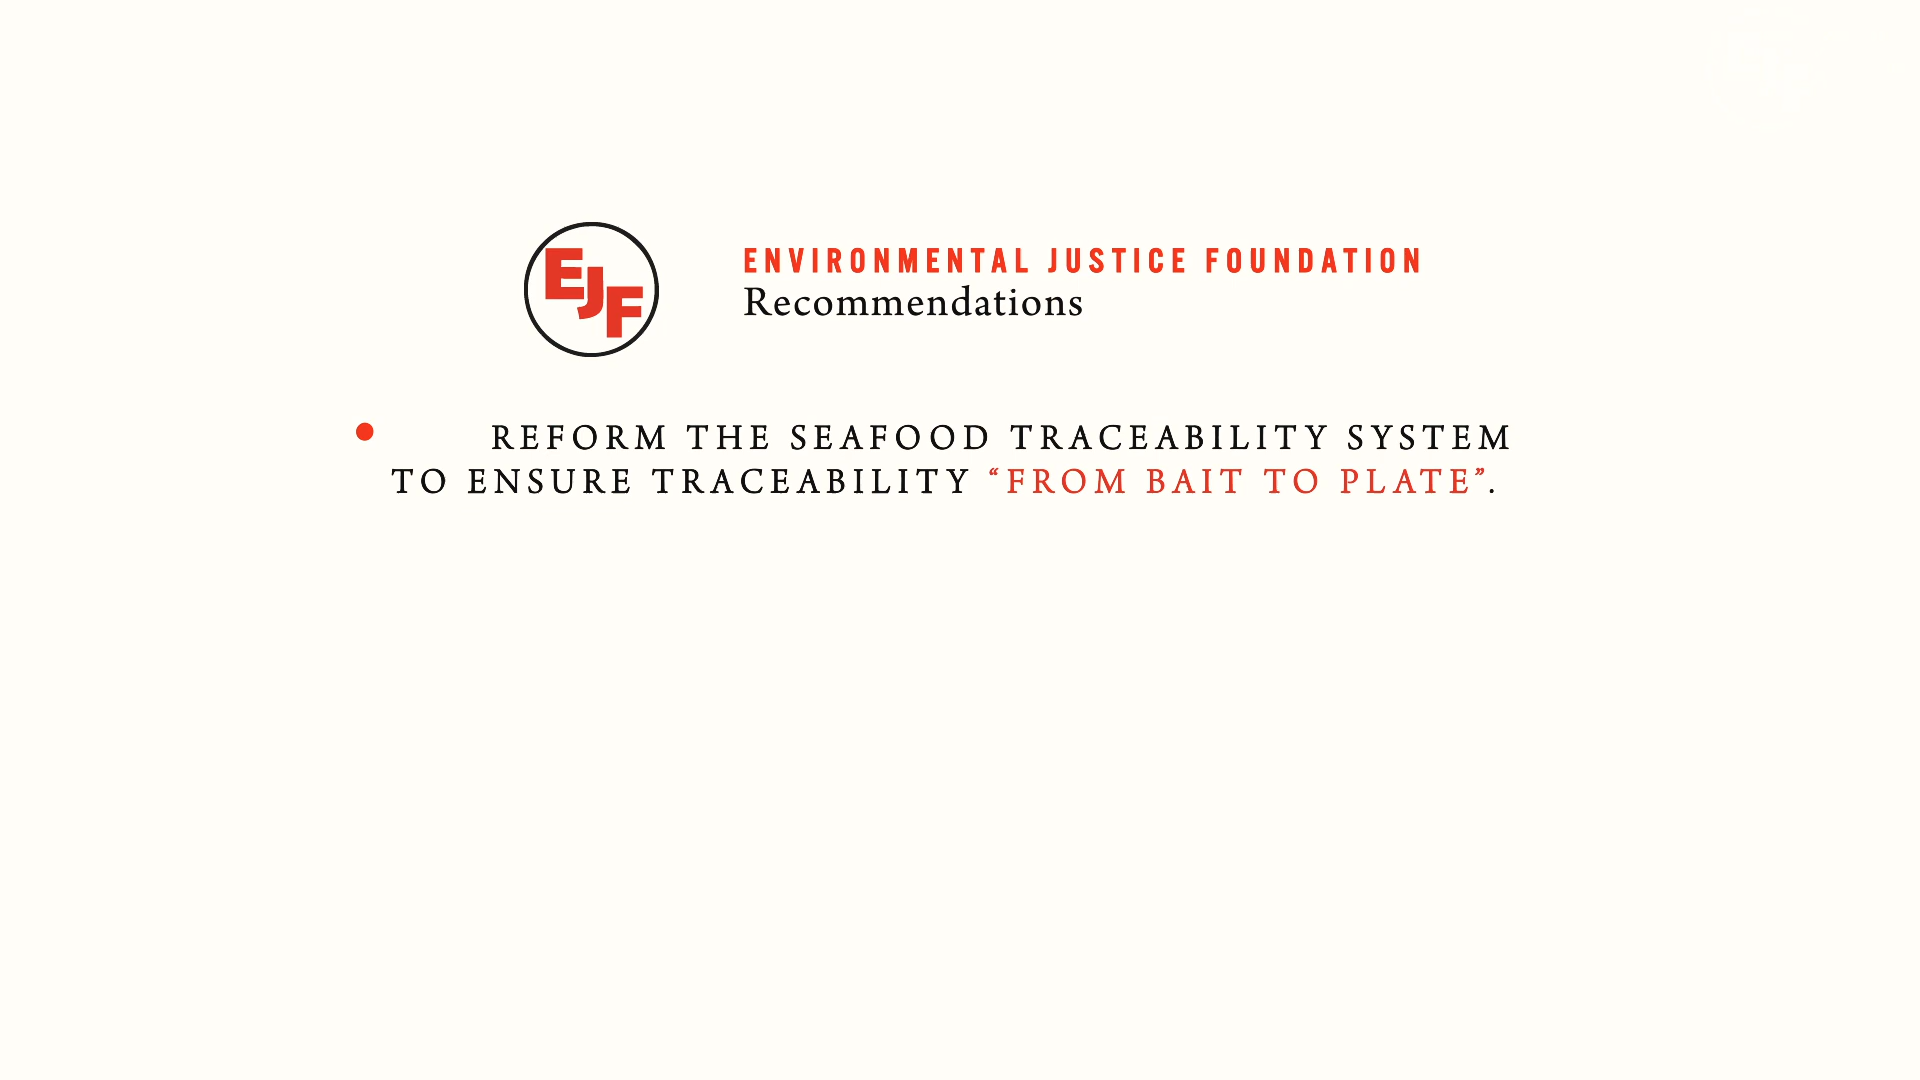 EJF
ENVIRONMENTAL JUSTICE FOUNDATION
Recommendations
• REFORM THE SEAFOOD TRACEABILITY SYSTEM
TO ENSURE TRACEABILITY “FROM BAIT TO PLATE”.